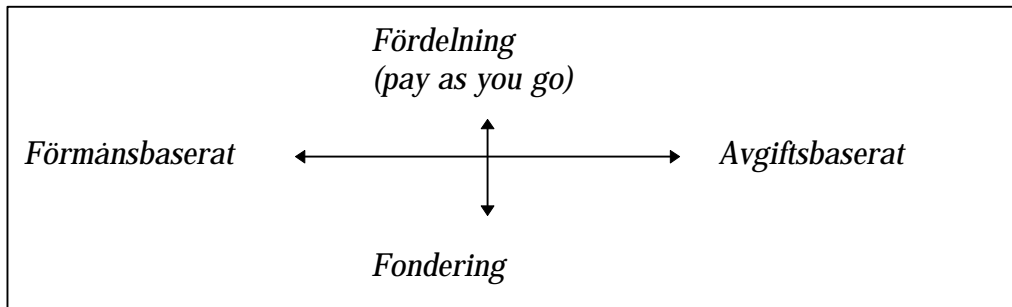 Fördelning
(pay as you go)
Förmånsbaserat
Avgiftsbaserat
Fondering